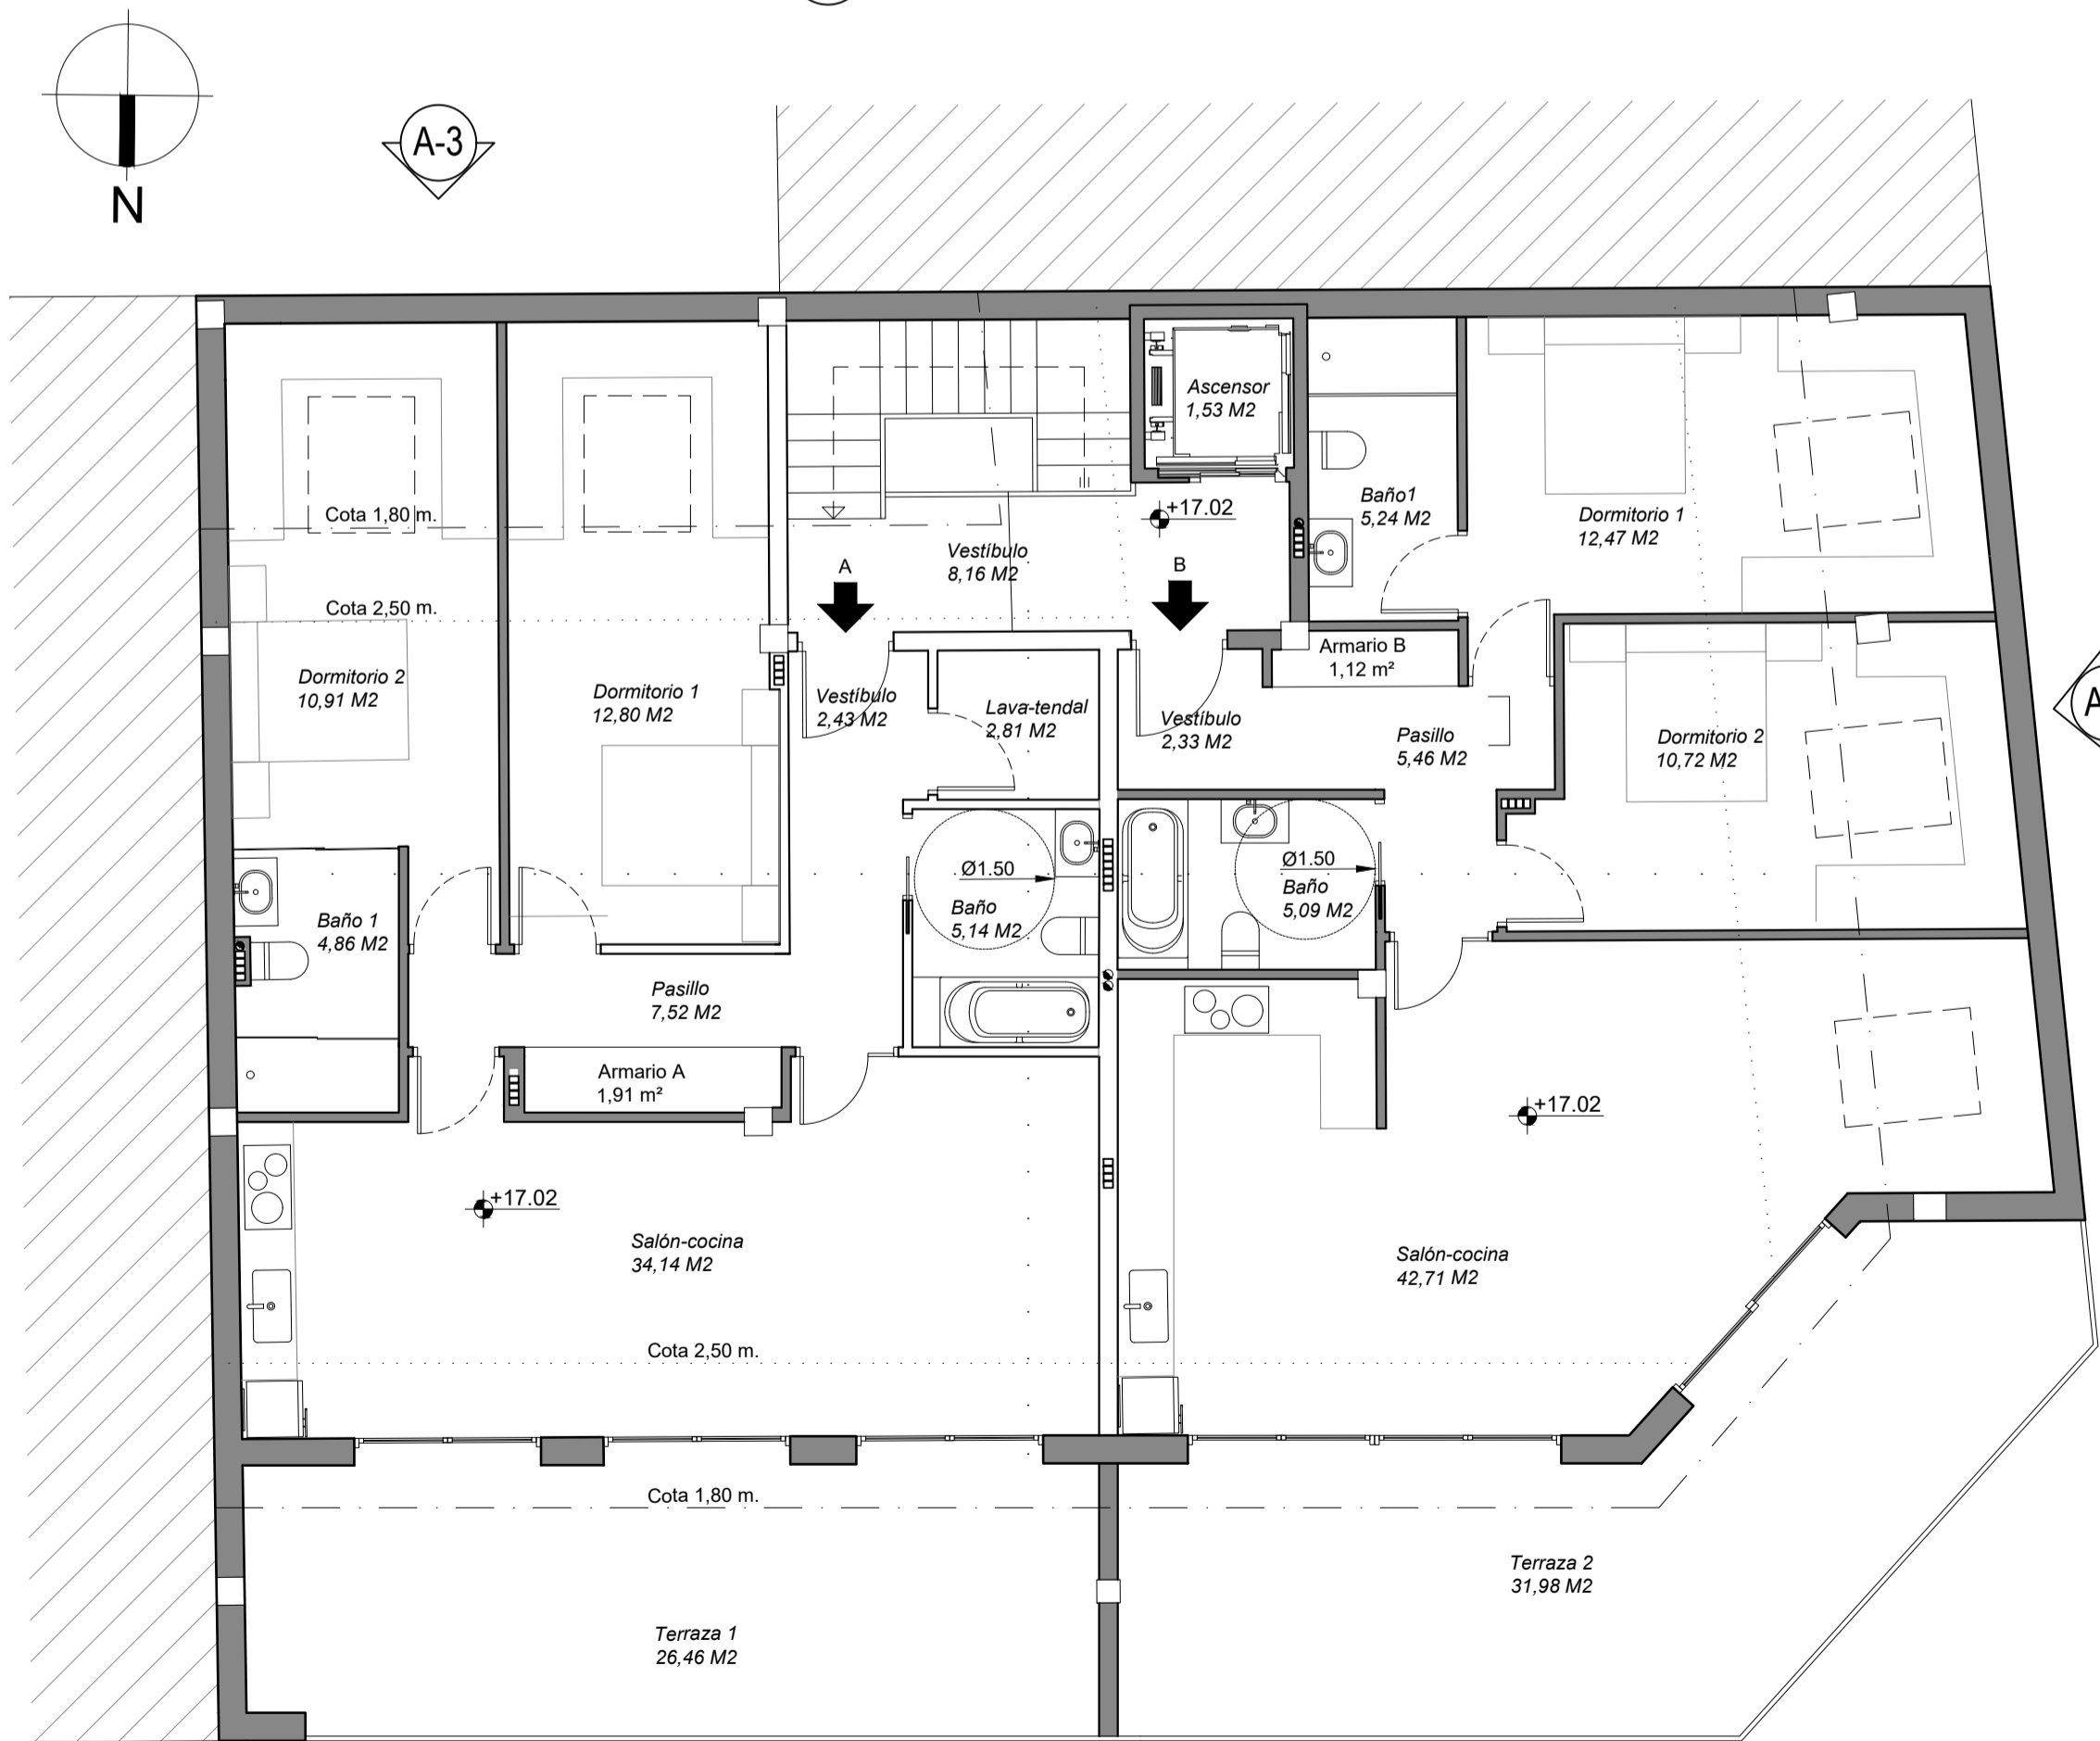 A-3
N
Ascensor
1,53 M2
Cota 1,80 m.
+17.02
Baño1
5,24 M2
Dormitorio 1
12,47 M2
Vestíbulo
8,16 M2
A
B
Cota 2,50 m.
Armario B
1,12 m²
Dormitorio 2
10,91 M2
Dormitorio 1
12,80 M2
Vestíbulo
2,43 M2
Lava-tendal
2,81 M2
Vestíbulo
2,33 M2
Pasillo
5,46 M2
Dormitorio 2
10,72 M2
A
Ø1.50
Baño
5,14 M2
Ø1.50
Baño
5,09 M2
Baño 1
4,86 M2
Pasillo
7,52 M2
Armario A
1,91 m²
+17.02
+17.02
Salón-cocina
34,14 M2
Salón-cocina
42,71 M2
Cota 2,50 m.
Cota 1,80 m.
Terraza 2
31,98 M2
Terraza 1
26,46 M2